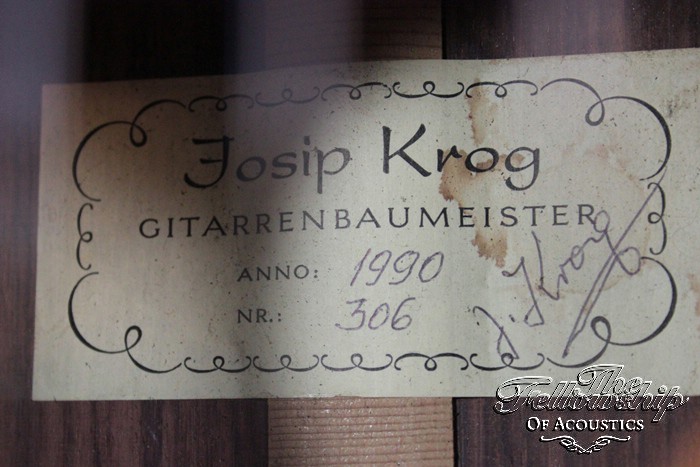 Josip Krog
GITARRENBAUMEISTER
ANNO: 1990
NR.: 306
J. Krog
The
Fellowship
OF ACOUSTICS